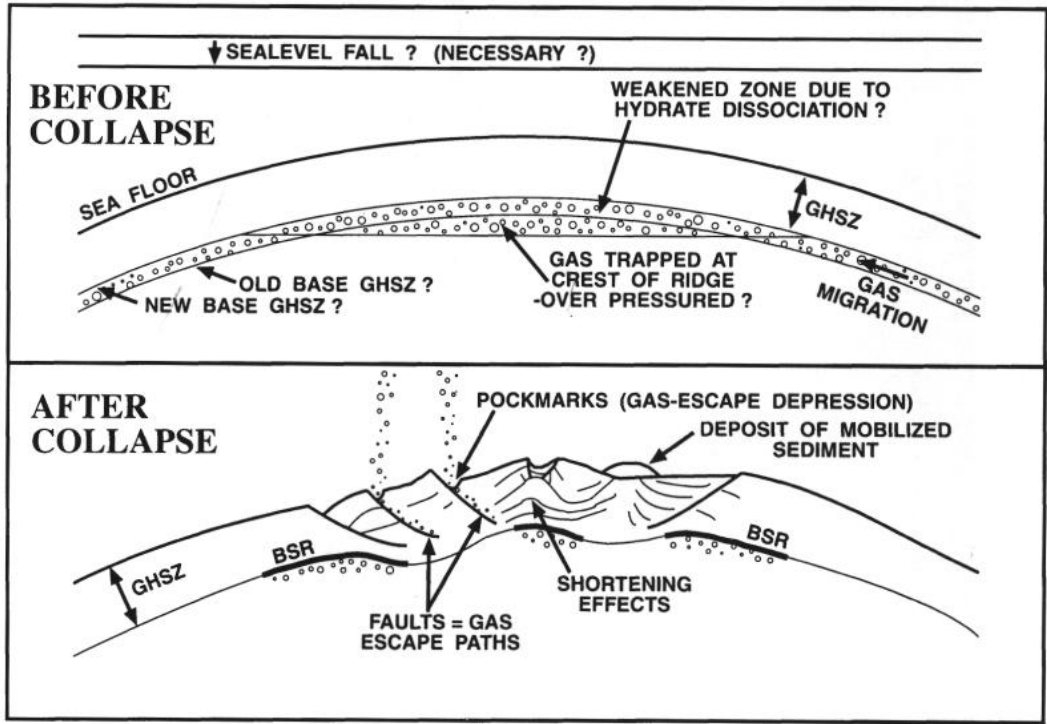 SEALEVEL FALL ? (NECESSARY ?)
BEFORE
COLLAPSE
WEAKENED ZONE DUE TO
HYDRATE DISSOCIATION ?
SEA FLOOR
GHSZ
OLD BASE GHSZ ?
NEW BASE GHSZ ?
GAS TRAPPED AT
CREST OF RIDGE
-OVER PRESSURED ?
GAS
MIGRATION
AFTER
COLLAPSE
POCKMARKS (GAS-ESCAPE DEPRESSION)
DEPOSIT OF MOBILIZED
SEDIMENT
GHSZ
BSR
BSR
FAULTS = GAS
ESCAPE PATHS
SHORTENING
EFFECTS